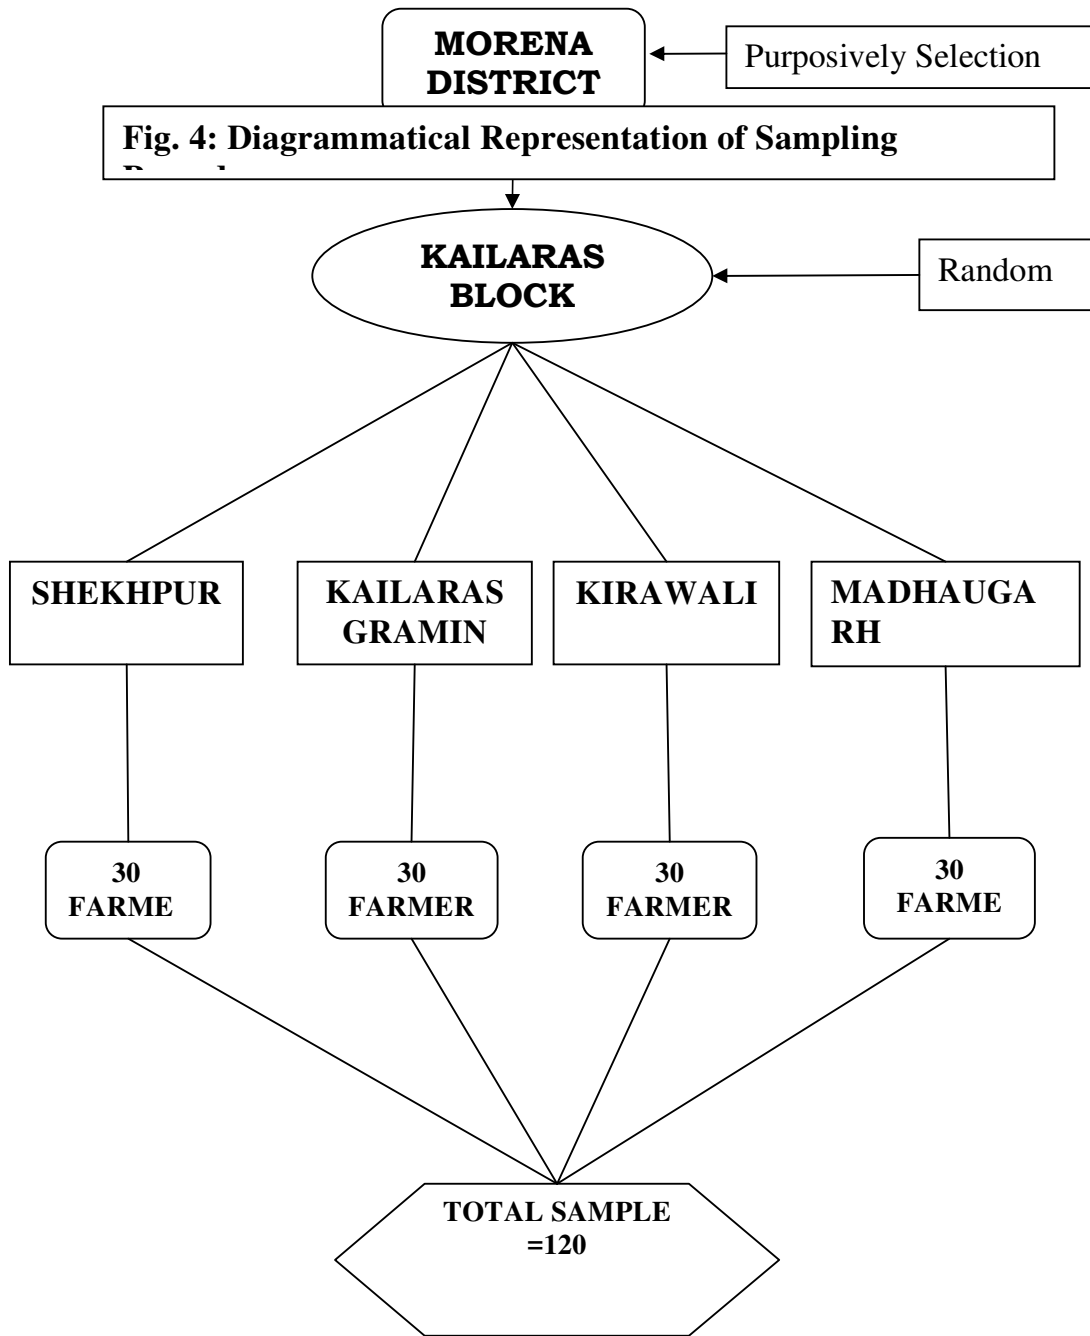 MORENA
DISTRICT
Purposively Selection
Fig. 4: Diagrammatical Representation of Sampling
KAILARAS
BLOCK
Random
SHEKHPUR
KAILARAS
GRAMIN
KIRAWALI
MADHAUGA
RH
30
FARME
30
FARMER
30
FARMER
30
FARME
TOTAL SAMPLE
=120